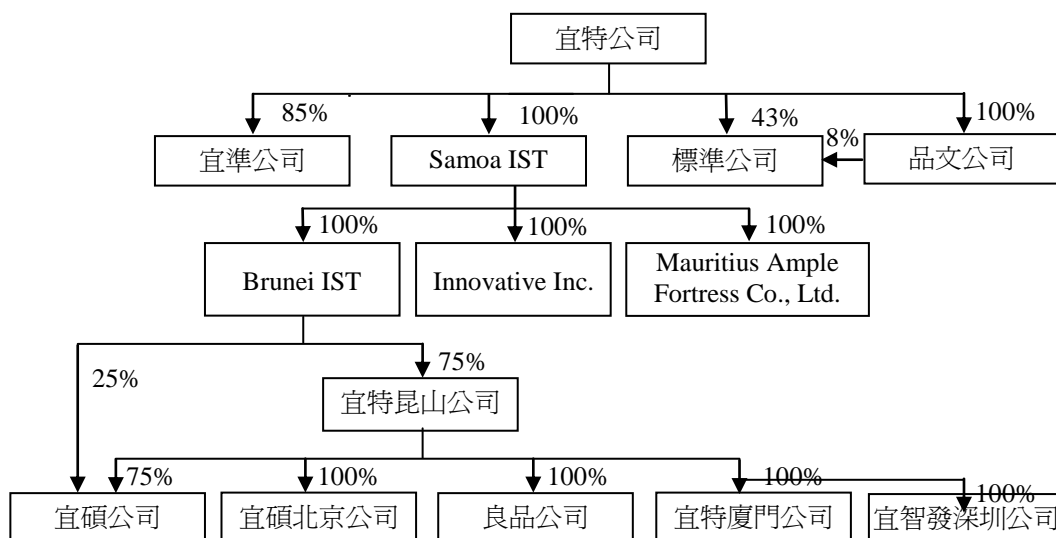 宜特公司
85%
100%
43%
100%
宜準公司
Samoa IST
標準公司
8%
品文公司
100%
100%
100%
Brunei IST
Innovative Inc.
Mauritius Ample
Fortress Co., Ltd.
25%
75%
宜特昆山公司
75%
100%
100%
100%
100%
宜碩公司
宜碩北京公司
良品公司
宜特廈門公司
宜智發深圳公司